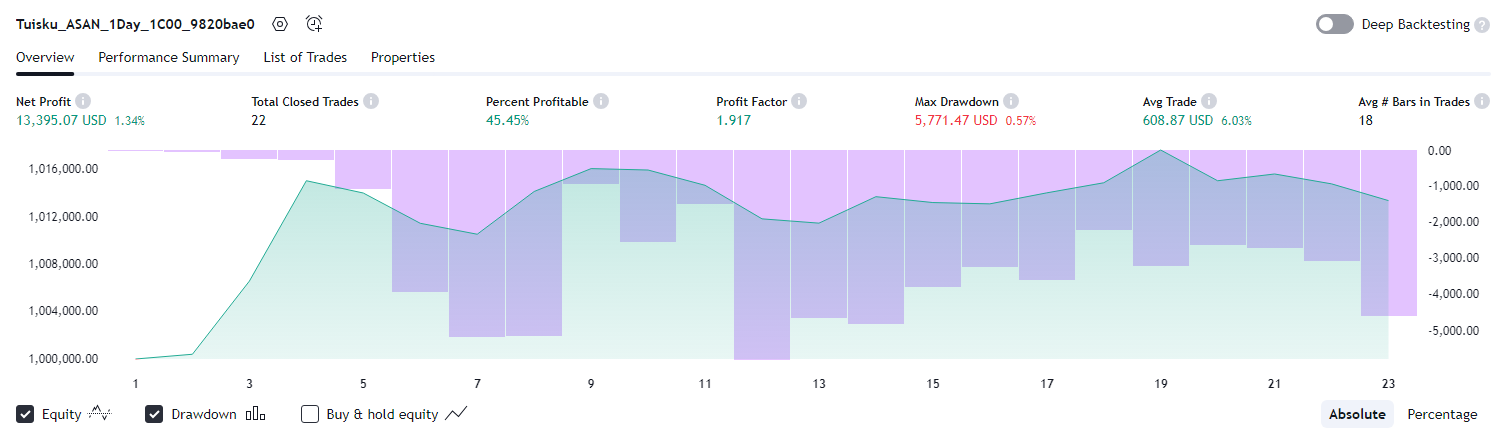 Tuisku_ASAN_1Day_1C00_9820bae0
Deep Backtesting ?
Overview Performance Summary List of Trades Properties
Net Profit Total Closed Trades Percent Profitable Profit Factor Max Drawdown Avg Trade Avg # Bars in Trades
13,395.07 USD 1.34% 22 45.45% 1.917 5,771.47 USD 0.57% 608.87 USD 6.03% 18
1,016,000.00
1,012,000.00
1,008,000.00
1,004,000.00
1,000,000.00
0.00
-1,000.00
-2,000.00
-3,000.00
-4,000.00
-5,000.00
1 3 5 7 9 11 13 15 17 19 21 23
Equity Drawdown Buy & hold equity Absolute Percentage